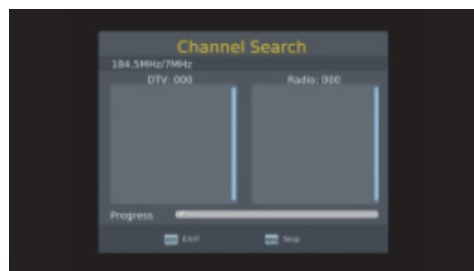 Channel Search
184.5MHz/7MHz
DTV: 000
Radio: 000
Progress
EXIT
Skip